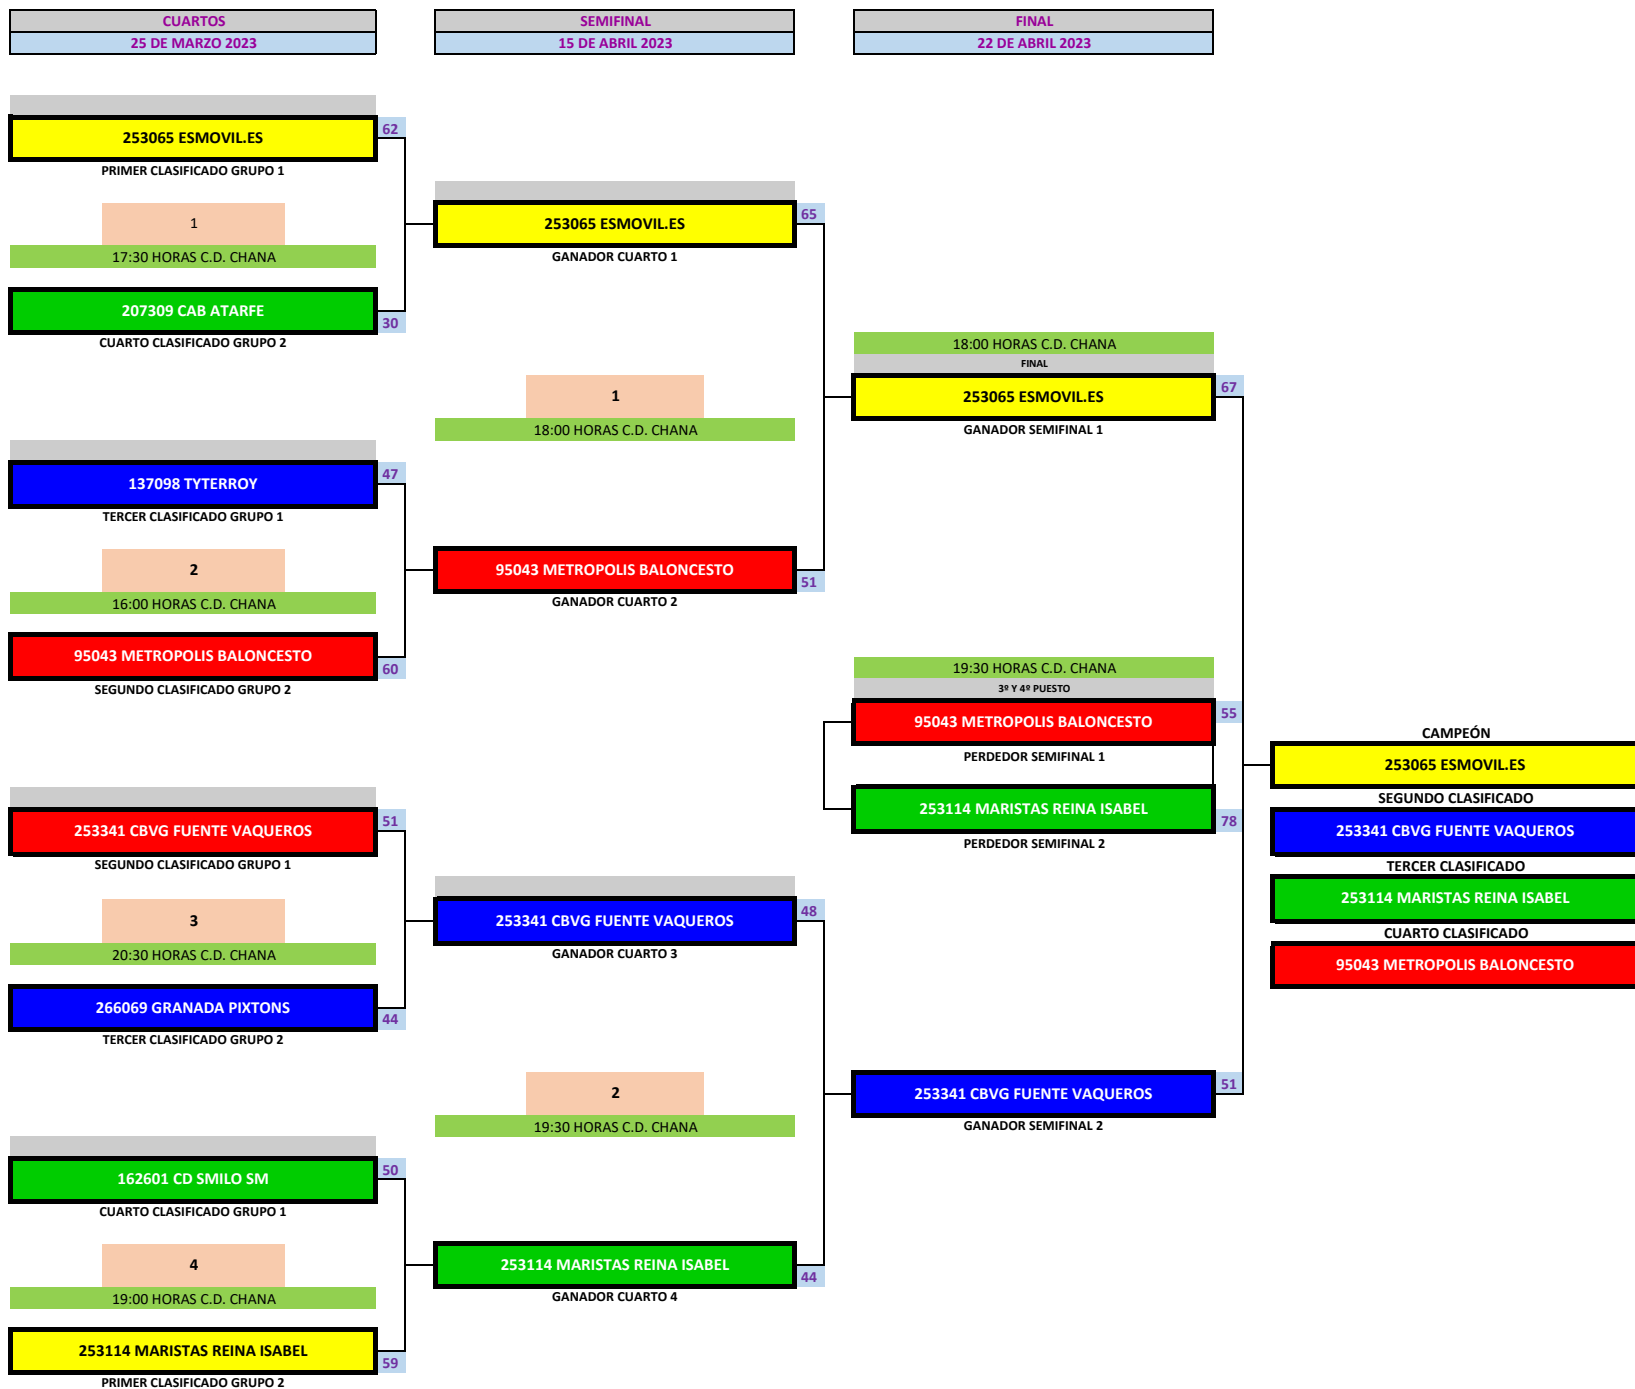 CUARTOS
25 DE MARZO 2023
SEMIFINAL
15 DE ABRIL 2023
FINAL
22 DE ABRIL 2023
253065 ESMOVIL.ES
62
PRIMER CLASIFICADO GRUPO 1
1
17:30 HORAS C.D. CHANA
207309 CAB ATARFE
30
CUARTO CLASIFICADO GRUPO 2
137098 TYTERROY
47
TERCER CLASIFICADO GRUPO 1
2
16:00 HORAS C.D. CHANA
95043 METROPOLIS BALONCESTO
60
SEGUNDO CLASIFICADO GRUPO 2
253341 CBVG FUENTE VAQUEROS
51
SEGUNDO CLASIFICADO GRUPO 1
3
20:30 HORAS C.D. CHANA
266069 GRANADA PIXTONS
44
TERCER CLASIFICADO GRUPO 2
162601 CD SMILO SM
50
CUARTO CLASIFICADO GRUPO 1
4
19:00 HORAS C.D. CHANA
253114 MARISTAS REINA ISABEL
59
PRIMER CLASIFICADO GRUPO 2
253065 ESMOVIL.ES
65
GANADOR CUARTO 1
1
18:00 HORAS C.D. CHANA
95043 METROPOLIS BALONCESTO
51
GANADOR CUARTO 2
253341 CBVG FUENTE VAQUEROS
48
GANADOR CUARTO 3
2
19:30 HORAS C.D. CHANA
253114 MARISTAS REINA ISABEL
44
GANADOR CUARTO 4
18:00 HORAS C.D. CHANA
FINAL
253065 ESMOVIL.ES
67
GANADOR SEMIFINAL 1
19:30 HORAS C.D. CHANA
3º Y 4º PUESTO
95043 METROPOLIS BALONCESTO
55
PERDEDOR SEMIFINAL 1
253114 MARISTAS REINA ISABEL
78
PERDEDOR SEMIFINAL 2
253341 CBVG FUENTE VAQUEROS
51
GANADOR SEMIFINAL 2
CAMPEÓN
253065 ESMOVIL.ES
SEGUNDO CLASIFICADO
253341 CBVG FUENTE VAQUEROS
TERCER CLASIFICADO
253114 MARISTAS REINA ISABEL
CUARTO CLASIFICADO
95043 METROPOLIS BALONCESTO